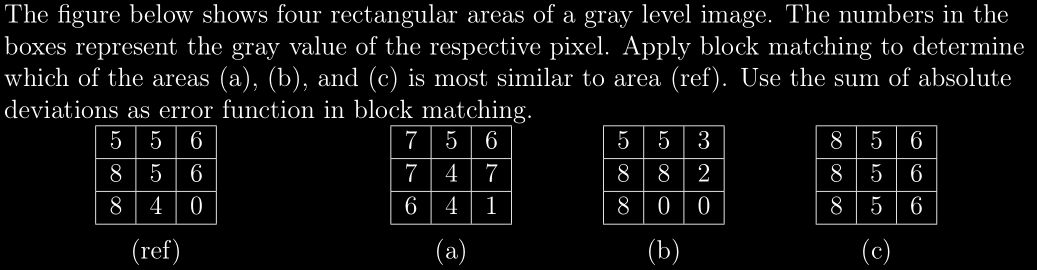 The figure below shows four rectangular areas of a gray level image. The numbers in the
boxes represent the gray value of the respective pixel. Apply block matching to determine
which of the areas (a), (b), and (c) is most similar to area (ref). Use the sum of absolute
deviations as error function in block matching.
5 5 6 7 5 6 5 5 3 8 5 6
8 5 6 7 4 7 8 8 2 8 5 6
8 4 0 6 4 1 8 0 0 8 5 6
(ref) (a) (b) (c)